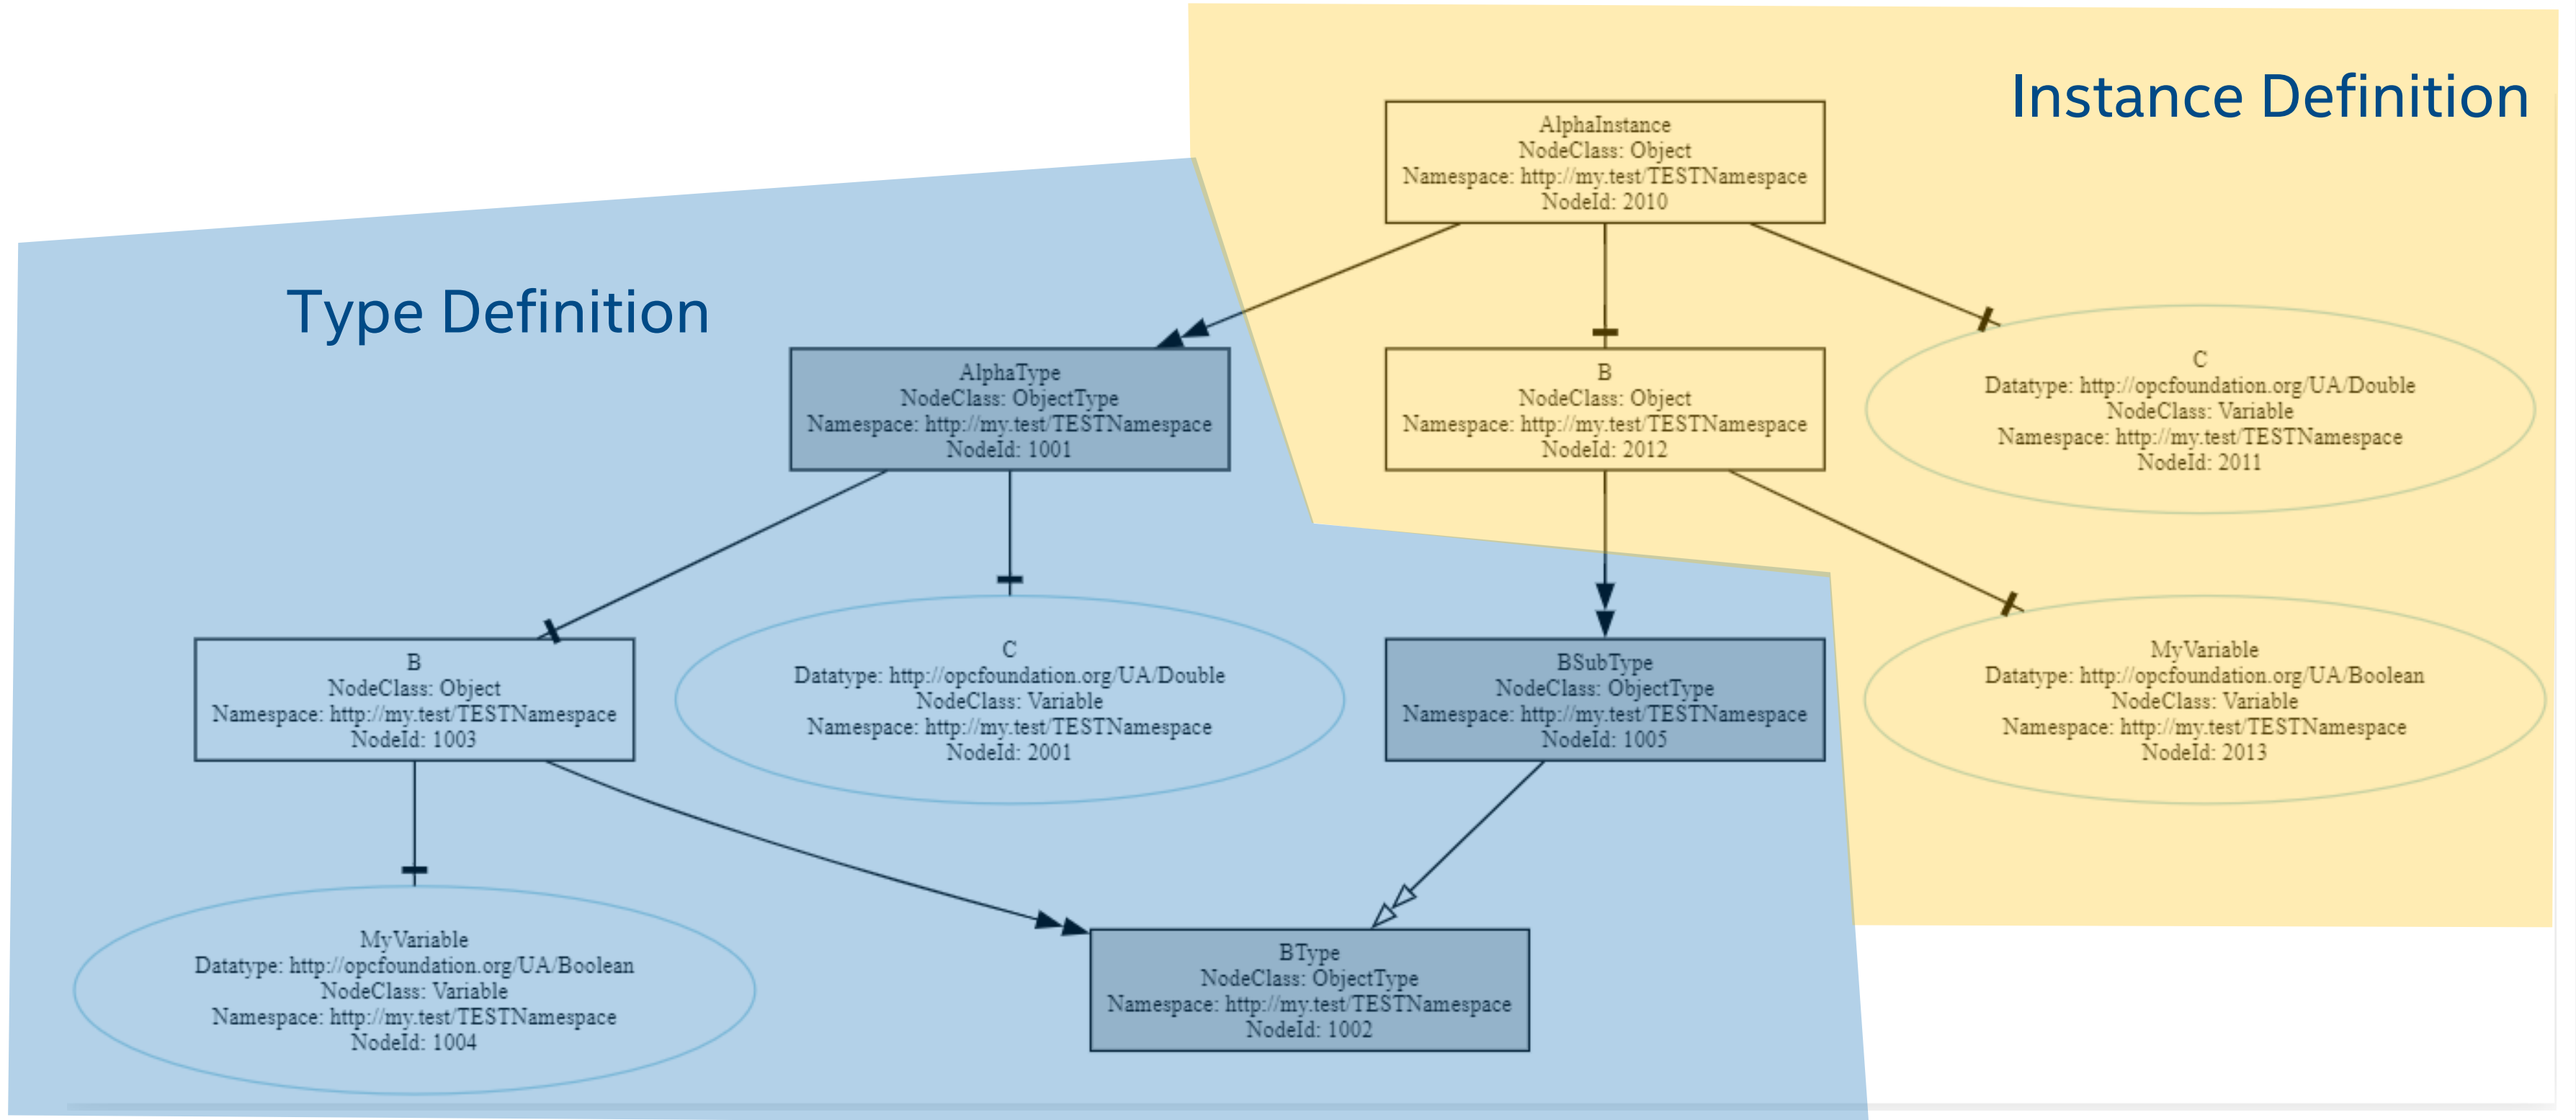 Instance Definition
AlphaInstance
NodeClass: Object
Namespace: http://my.test/TESTNamespace
NodeId: 2010
Type Definition
AlphaType
NodeClass: ObjectType
Namespace: http://my.test/TESTNamespace
NodeId: 1001
B
NodeClass: Object
Namespace: http://my.test/TESTNamespace
NodeId: 2012
C
Datatype: http://opcfoundation.org/UA/Double
NodeClass: Variable
Namespace: http://my.test/TESTNamespace
NodeId: 2011
B
NodeClass: Object
Namespace: http://my.test/TESTNamespace
NodeId: 1003
C
Datatype: http://opcfoundation.org/UA/Double
NodeClass: Variable
Namespace: http://my.test/TESTNamespace
NodeId: 2001
BSubType
NodeClass: ObjectType
Namespace: http://my.test/TESTNamespace
NodeId: 1005
MyVariable
Datatype: http://opcfoundation.org/UA/Boolean
NodeClass: Variable
Namespace: http://my.test/TESTNamespace
NodeId: 2013
MyVariable
Datatype: http://opcfoundation.org/UA/Boolean
NodeClass: Variable
Namespace: http://my.test/TESTNamespace
NodeId: 1004
BType
NodeClass: ObjectType
Namespace: http://my.test/TESTNamespace
NodeId: 1002